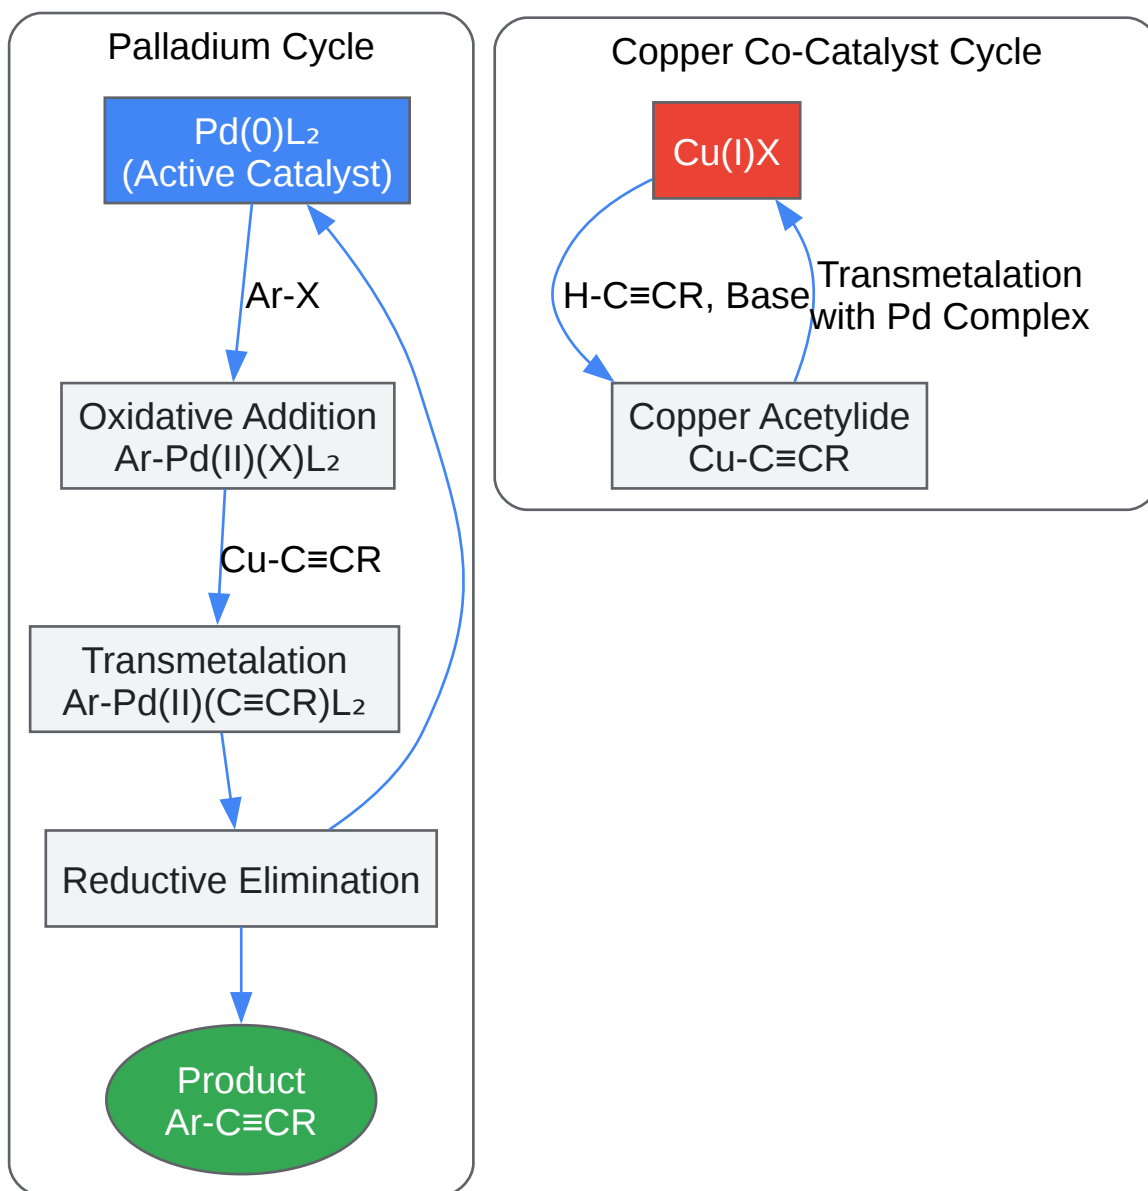 Palladium Cycle
Pd(0)L₂
(Active Catalyst)
Ar-X
Oxidative Addition
Ar-Pd(II)(X)L₂
Cu-C≡CR
Transmetalation
Ar-Pd(II)(C≡CR)L₂
Reductive Elimination
Product
Ar-C≡CR
Copper Co-Catalyst Cycle
Cu(I)X
H-C≡CR, Base
Transmetalation
with Pd Complex
Copper Acetylide
Cu-C≡CR